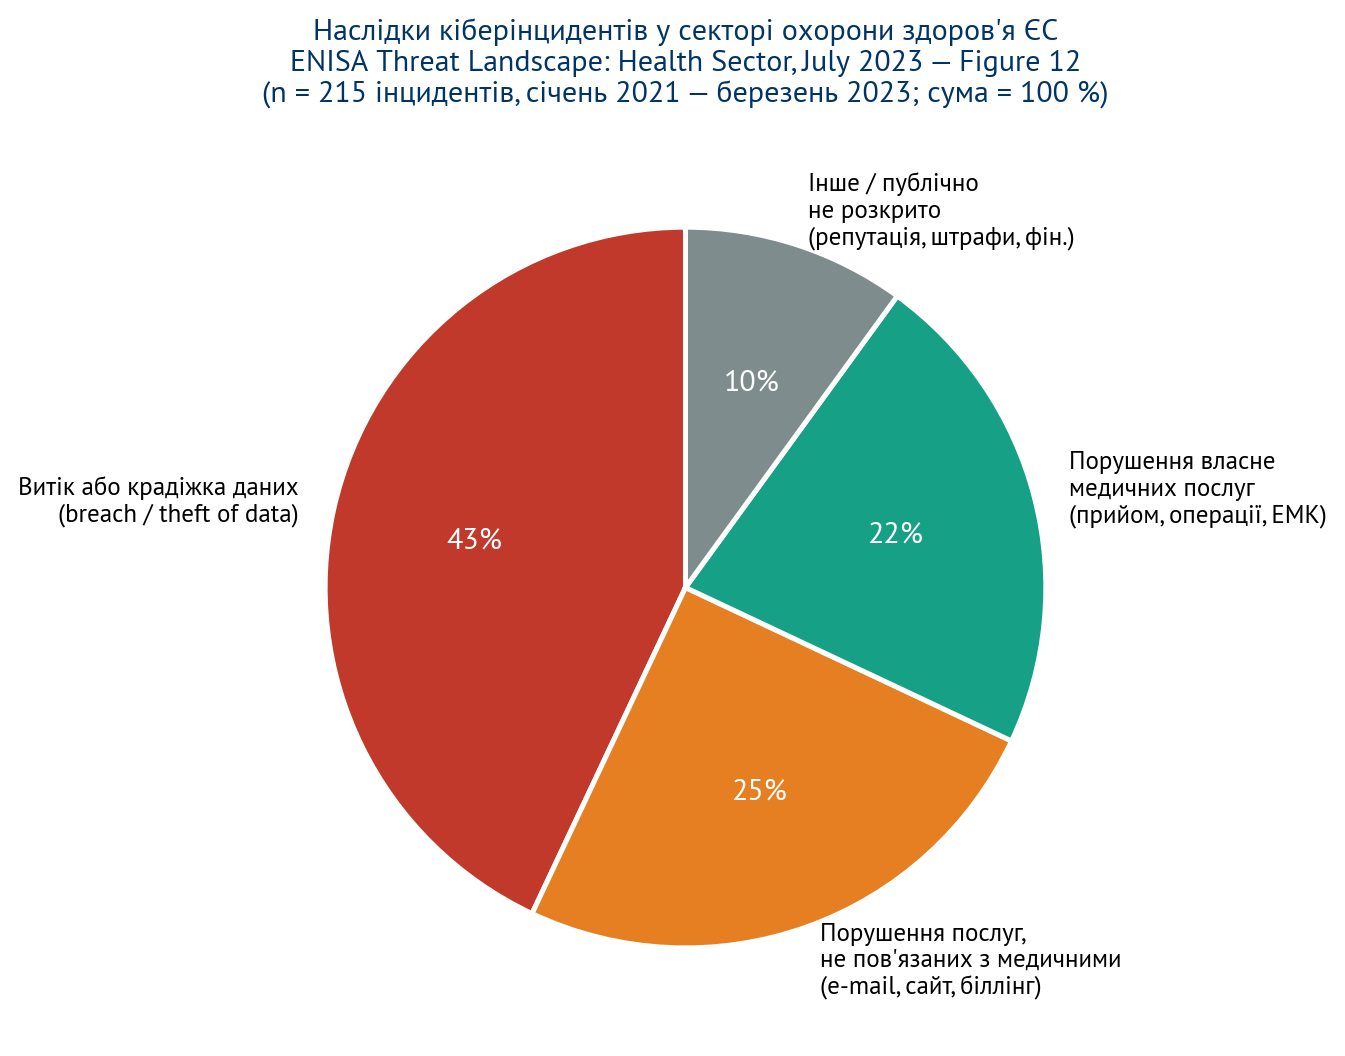 Наслідки кіберінцидентів у секторі охорони здоров'я ЄС
ENISA Threat Landscape: Health Sector, July 2023 — Figure 12
(n = 215 інцидентів, січень 2021 — березень 2023; сума = 100 %)
Інше / публічно
не розкрито
(репутація, штрафи, фін.)
10%
Порушення власне
медичних послуг
(прийом, операції, ЕМК)
22%
Витік або крадіжка даних
(breach / theft of data)
43%
25%
Порушення послуг,
не пов'язаних з медичними
(e-mail, сайт, біллінг)